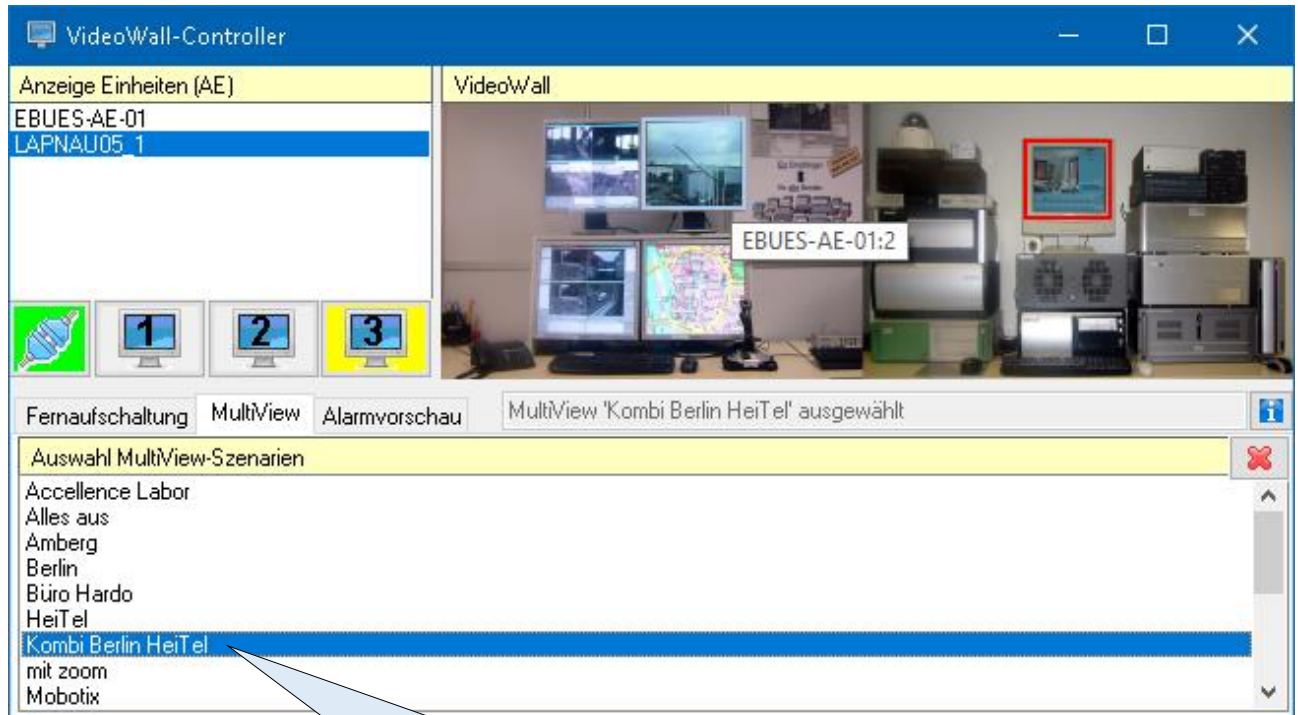 VideoWall-Controller
Anzeige Einheiten (AE)
VideoWall
EBUES-AE-01
LAPNAU05_1
EBUES-AE-01:2
1 2 3
Fernaufschaltung MultiView Alarmvorschau
MultiView 'Kombi Berlin HeiTel' ausgewählt
Auswahl MultiView-Szenarien
Accellence Labor
Alles aus
Amberg
Berlin
Büro Hardo
HeiTel
Kombi Berlin HeiTel
mit zoom
Mobotix